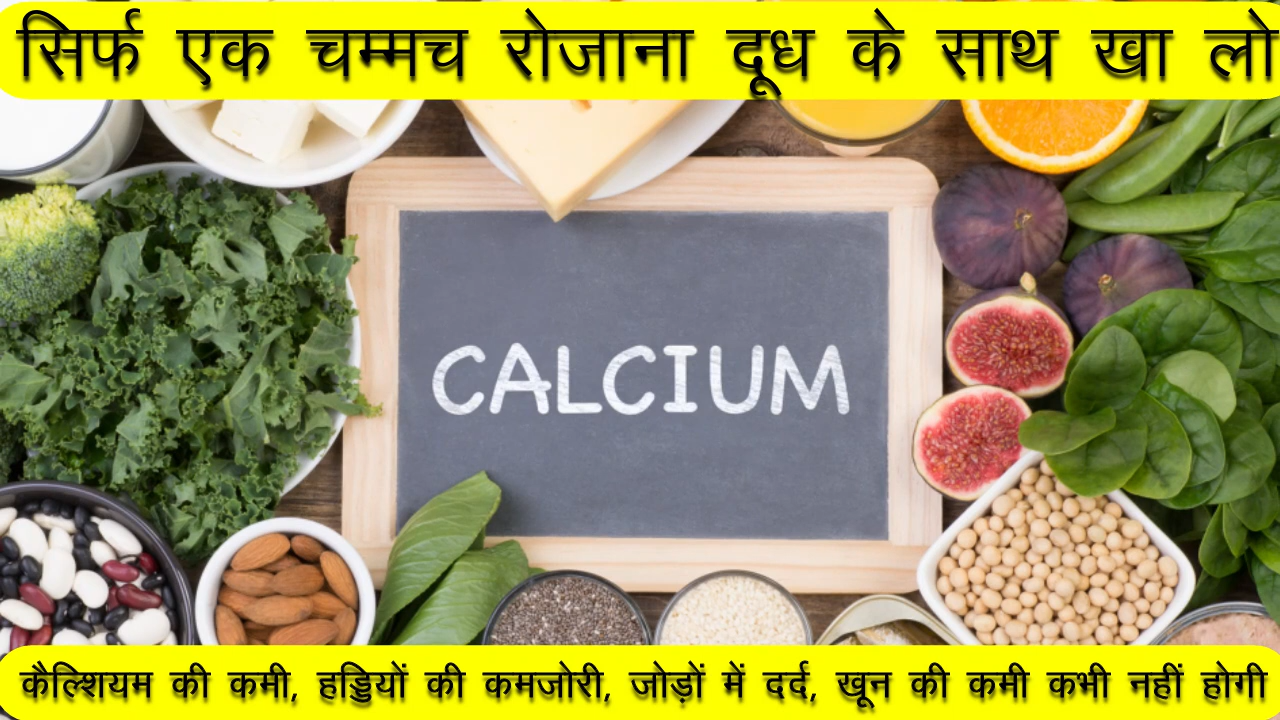 सिर्फ एक चम्मच रोजाना दूध के साथ खा लो
CALCIUM
कैल्शियम की कमी, हड्डियों की कमजोरी, जोड़ों में दर्द, खून की कमी कभी नहीं होगी